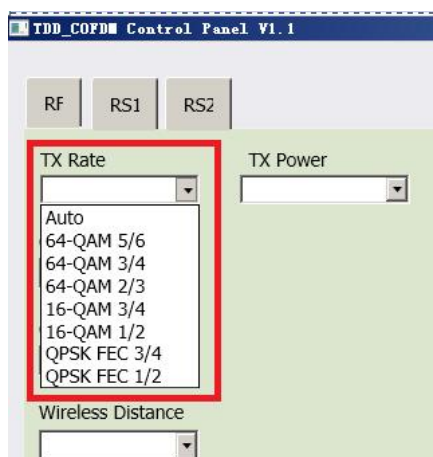 TDD_COFDM Control Panel V1.1
RF RS1 RS2
TX Rate TX Power
Auto
64-QAM 5/6
64-QAM 3/4
64-QAM 2/3
16-QAM 3/4
16-QAM 1/2
QPSK FEC 3/4
QPSK FEC 1/2
Wireless Distance